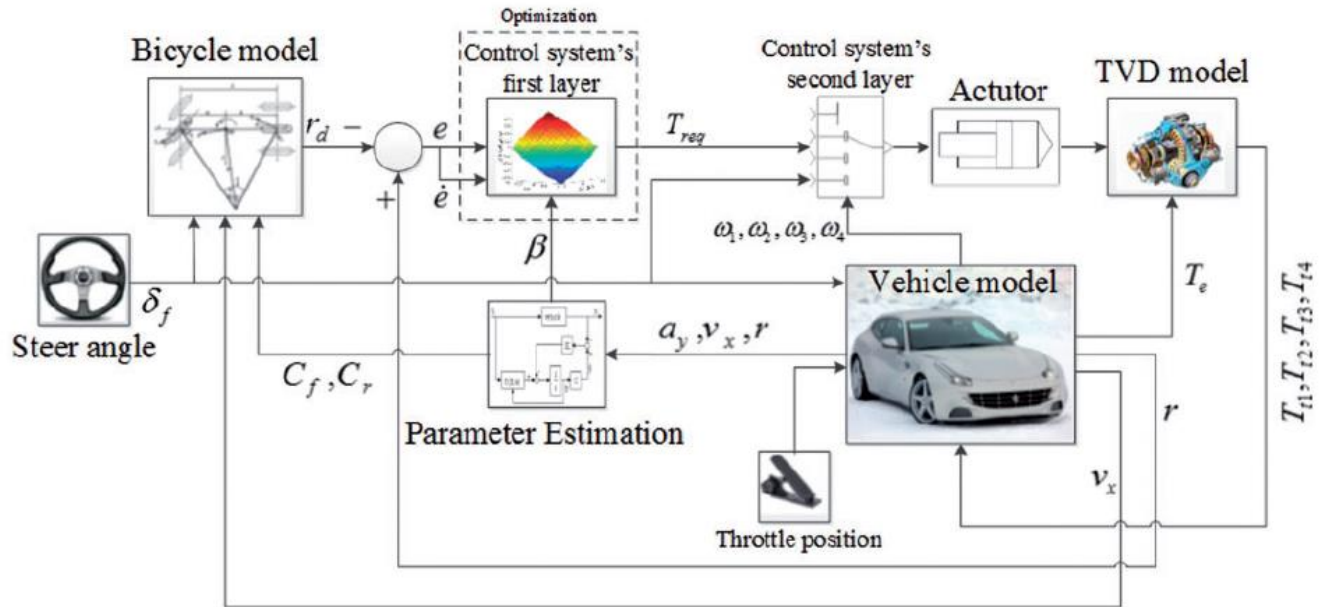 Optimization
Bicycle model
Control system's
first layer
Control system's
second layer
Actutor
TVD model
r_d
−
e
ė
T_req
+
β
ω₁, ω₂, ω₃, ω₄
Vehicle model
T_e
δ_f
Steer angle
a_y, v_x, r
C_f, C_r
Parameter Estimation
r
T_t1, T_t2, T_t3, T_t4
v_x
Throttle position